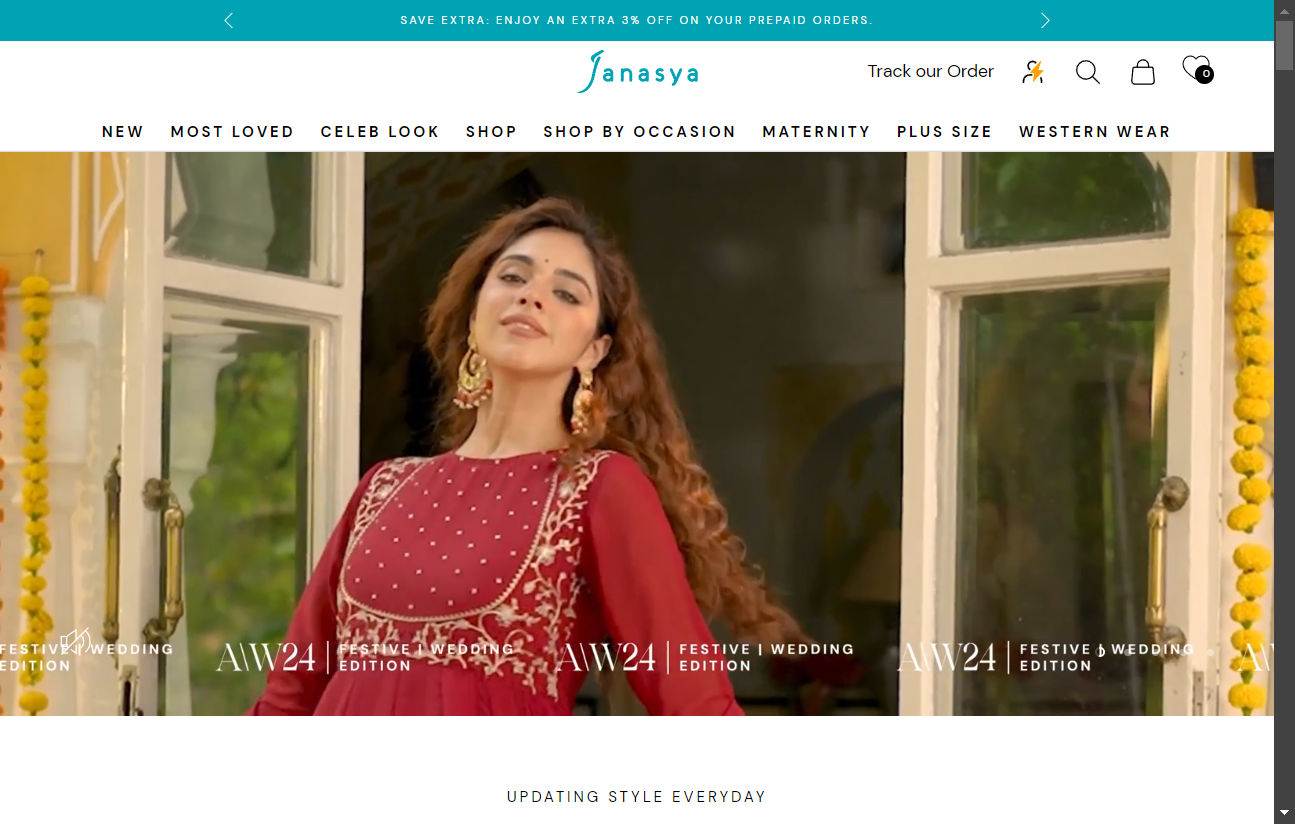 SAVE EXTRA: ENJOY AN EXTRA 3% OFF ON YOUR PREPAID ORDERS.
Janasya
Track our Order
0
NEW MOST LOVED CELEB LOOK SHOP SHOP BY OCCASION MATERNITY PLUS SIZE WESTERN WEAR
FESTIVE | WEDDING
EDITION
A\W24 | FESTIVE | WEDDING
EDITION
A\W24 | FESTIVE | WEDDING
EDITION
A\W24 | FESTIVE | WEDDING
EDITION
A\
UPDATING STYLE EVERYDAY